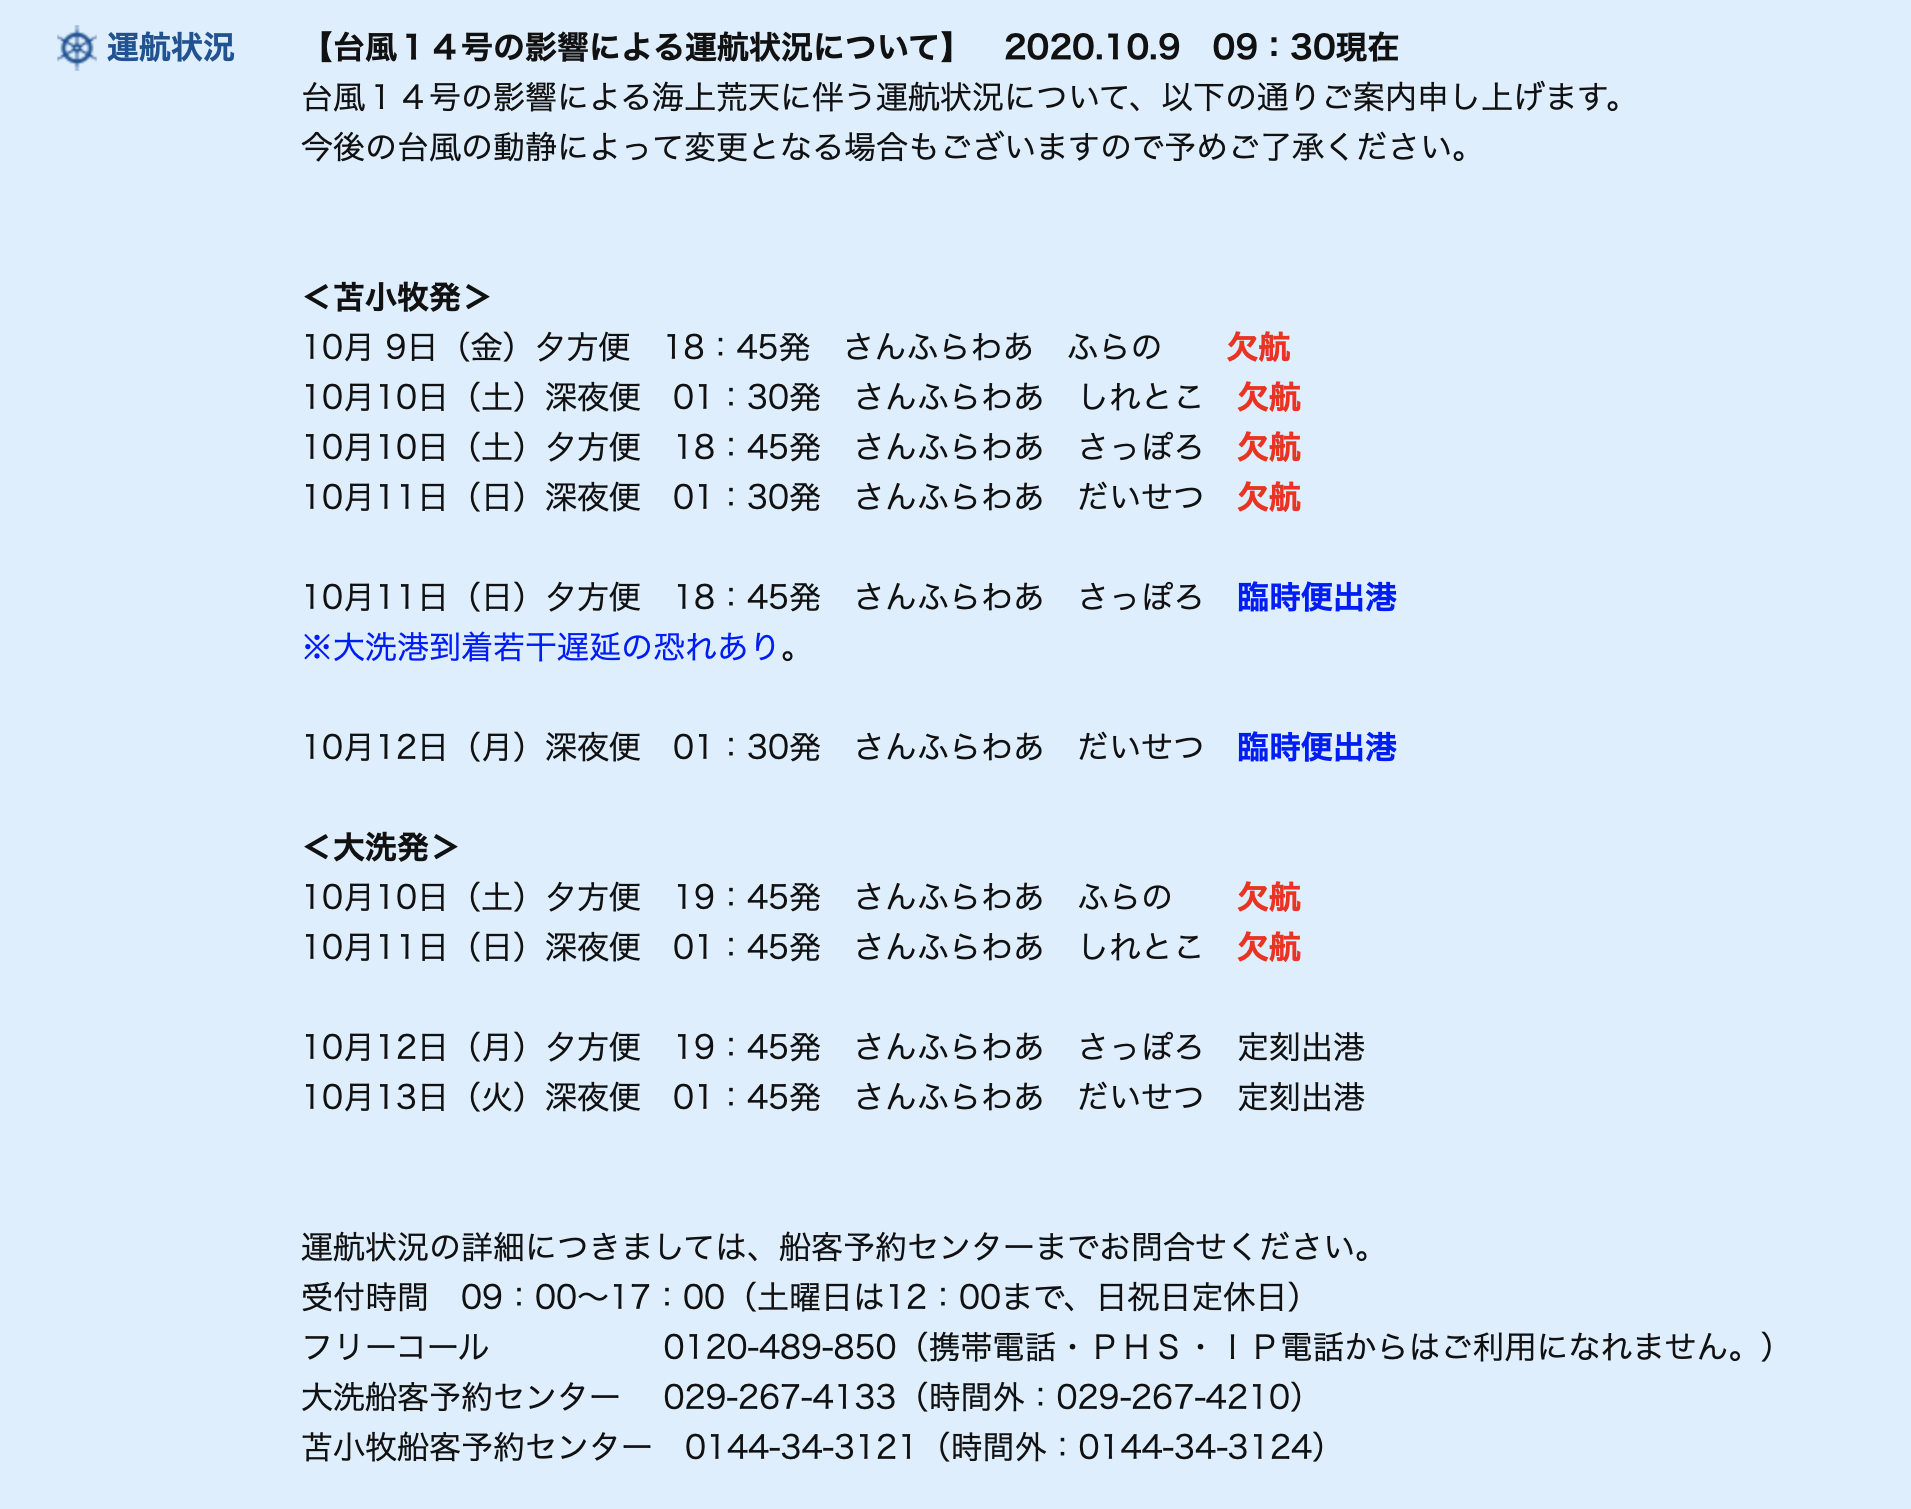 運航状況
【台風１４号の影響による運航状況について】　2020.10.9　09：30現在
台風１４号の影響による海上荒天に伴う運航状況について、以下の通りご案内申し上げます。
今後の台風の動静によって変更となる場合もございますので予めご了承ください。
＜苫小牧発＞
10月 9日（金）夕方便　18：45発　さんふらわあ　ふらの　　欠航
10月10日（土）深夜便　01：30発　さんふらわあ　しれとこ　欠航
10月10日（土）夕方便　18：45発　さんふらわあ　さっぽろ　欠航
10月11日（日）深夜便　01：30発　さんふらわあ　だいせつ　欠航
10月11日（日）夕方便　18：45発　さんふらわあ　さっぽろ　臨時便出港
※大洗港到着若干遅延の恐れあり。
10月12日（月）深夜便　01：30発　さんふらわあ　だいせつ　臨時便出港
＜大洗発＞
10月10日（土）夕方便　19：45発　さんふらわあ　ふらの　　欠航
10月11日（日）深夜便　01：45発　さんふらわあ　しれとこ　欠航
10月12日（月）夕方便　19：45発　さんふらわあ　さっぽろ　定刻出港
10月13日（火）深夜便　01：45発　さんふらわあ　だいせつ　定刻出港
運航状況の詳細につきましては、船客予約センターまでお問合せください。
受付時間　09：00〜17：00（土曜日は12：00まで、日祝日定休日）
フリーコール　　　　　 0120-489-850（携帯電話・ＰＨＳ・ＩＰ電話からはご利用になれません。）
大洗船客予約センター　 029-267-4133（時間外：029-267-4210）
苫小牧船客予約センター　0144-34-3121（時間外：0144-34-3124）